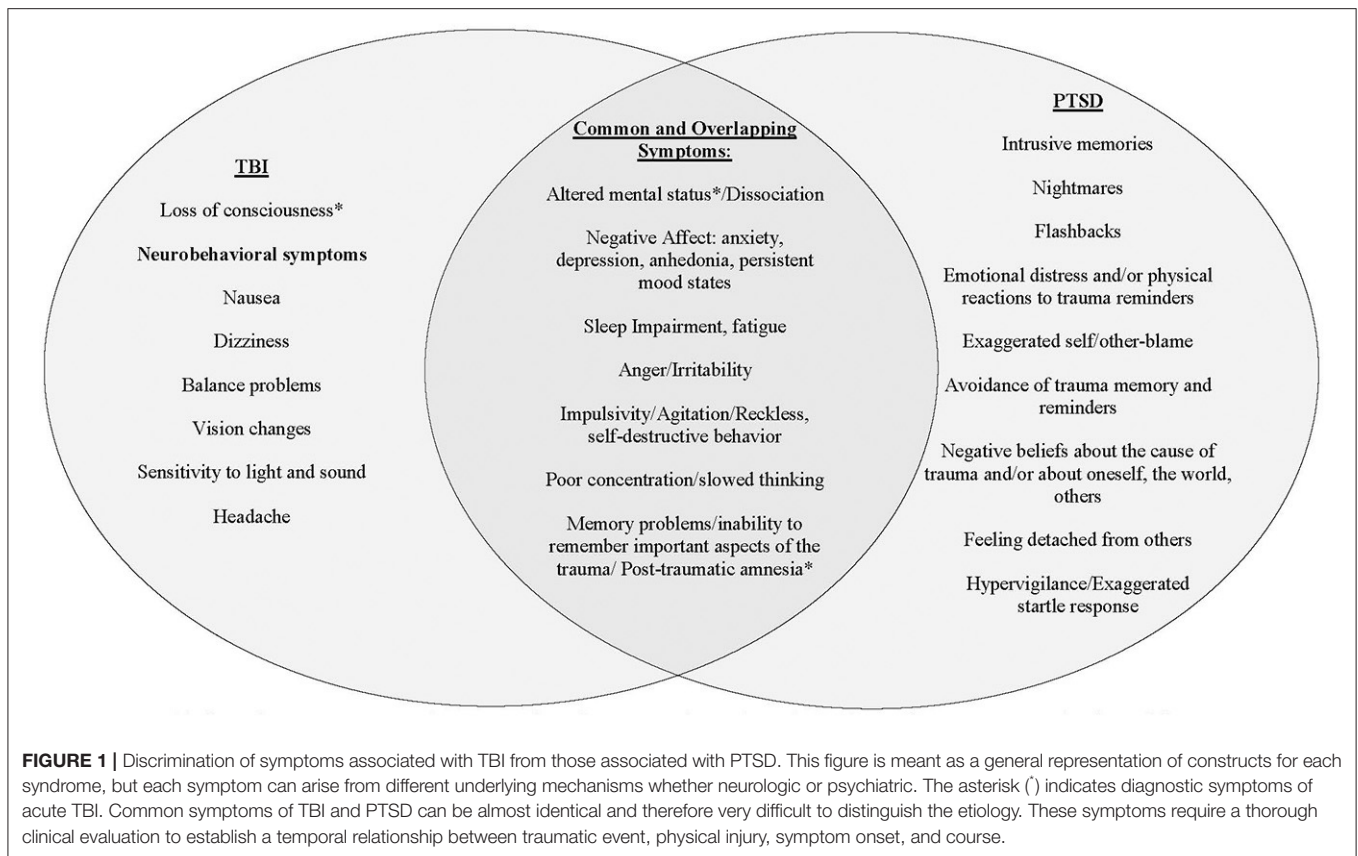 TBI
Loss of consciousness*
Neurobehavioral symptoms
Nausea
Dizziness
Balance problems
Vision changes
Sensitivity to light and sound
Headache
Common and Overlapping
Symptoms:
Altered mental status*/Dissociation
Negative Affect: anxiety,
depression, anhedonia, persistent
mood states
Sleep Impairment, fatigue
Anger/Irritability
Impulsivity/Agitation/Reckless,
self-destructive behavior
Poor concentration/slowed thinking
Memory problems/inability to
remember important aspects of the
trauma/ Post-traumatic amnesia*
PTSD
Intrusive memories
Nightmares
Flashbacks
Emotional distress and/or physical
reactions to trauma reminders
Exaggerated self/other-blame
Avoidance of trauma memory and
reminders
Negative beliefs about the cause of
trauma and/or about oneself, the world,
others
Feeling detached from others
Hypervigilance/Exaggerated
startle response
FIGURE 1 | Discrimination of symptoms associated with TBI from those associated with PTSD. This figure is meant as a general representation of constructs for each
syndrome, but each symptom can arise from different underlying mechanisms whether neurologic or psychiatric. The asterisk (*) indicates diagnostic symptoms of
acute TBI. Common symptoms of TBI and PTSD can be almost identical and therefore very difficult to distinguish the etiology. These symptoms require a thorough
clinical evaluation to establish a temporal relationship between traumatic event, physical injury, symptom onset, and course.